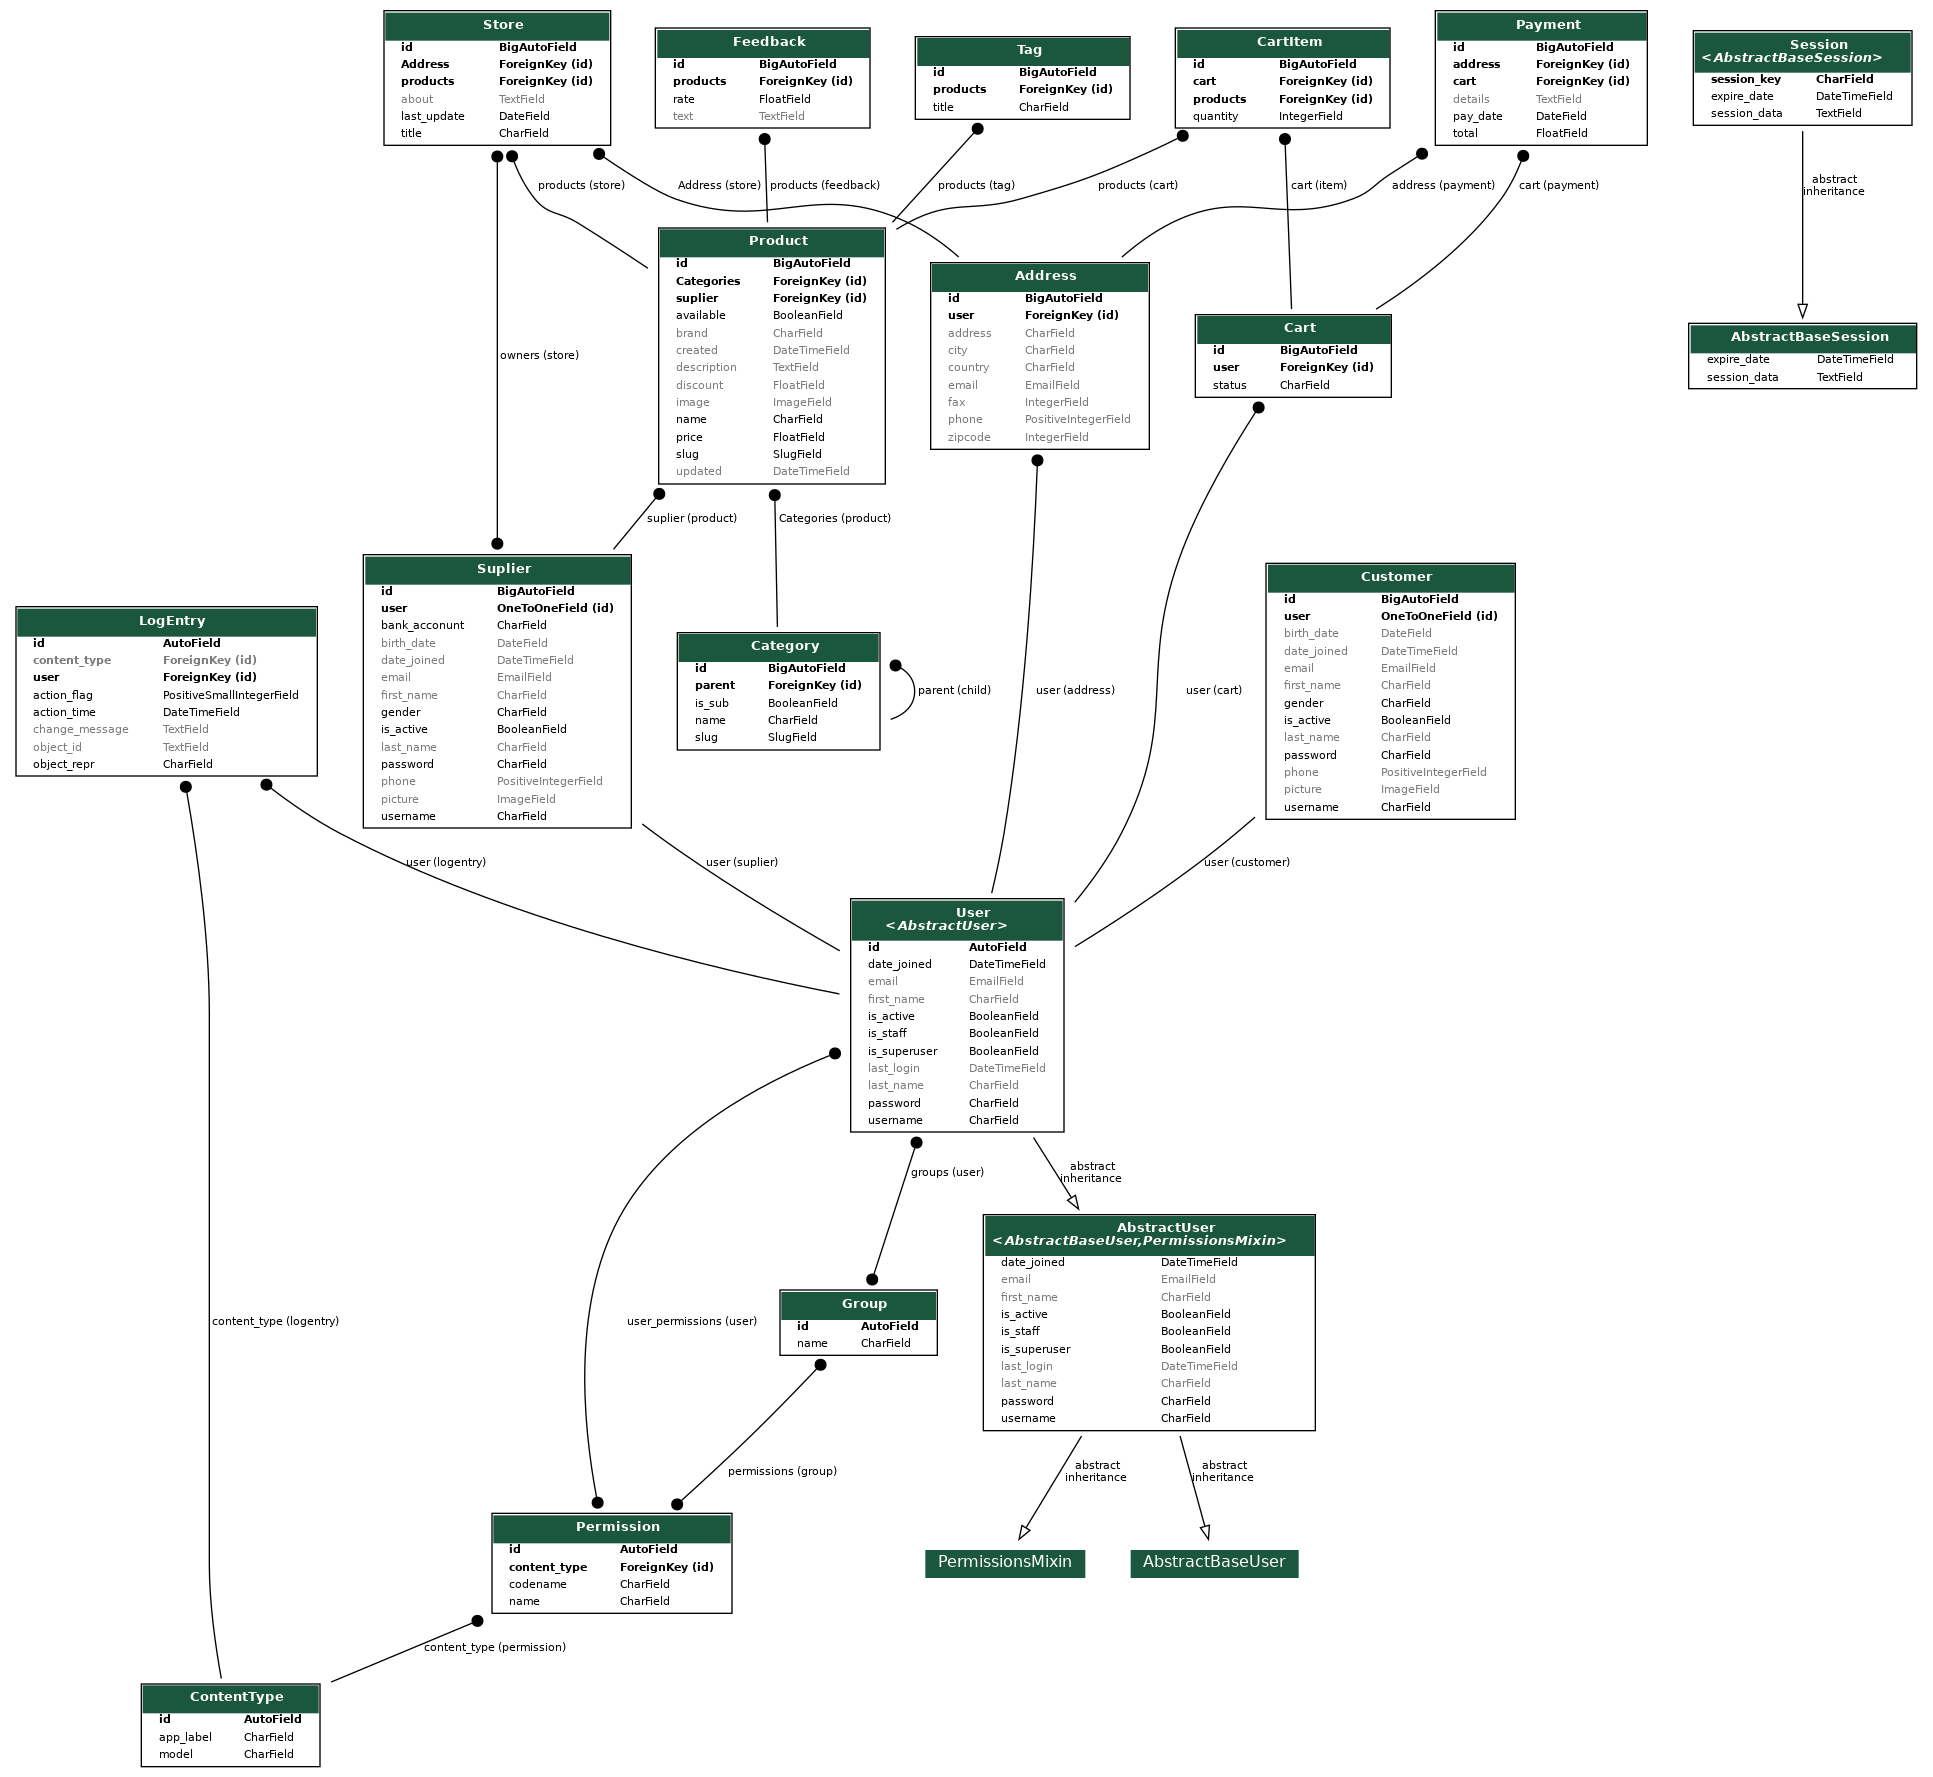 Store
id BigAutoField
Address ForeignKey (id)
products ForeignKey (id)
about TextField
last_update DateField
title CharField
Feedback
id BigAutoField
products ForeignKey (id)
rate FloatField
text TextField
Tag
id BigAutoField
products ForeignKey (id)
title CharField
CartItem
id BigAutoField
cart ForeignKey (id)
products ForeignKey (id)
quantity IntegerField
Payment
id BigAutoField
address ForeignKey (id)
cart ForeignKey (id)
details TextField
pay_date DateField
total FloatField
Session
<AbstractBaseSession>
session_key CharField
expire_date DateTimeField
session_data TextField
products (store)
Address (store)
products (feedback)
products (tag)
products (cart)
cart (item)
address (payment)
cart (payment)
abstract
inheritance
Product
id BigAutoField
Categories ForeignKey (id)
suplier ForeignKey (id)
available BooleanField
brand CharField
created DateTimeField
description TextField
discount FloatField
image ImageField
name CharField
price FloatField
slug SlugField
updated DateTimeField
Address
id BigAutoField
user ForeignKey (id)
address CharField
city CharField
country CharField
email EmailField
fax IntegerField
phone PositiveIntegerField
zipcode IntegerField
Cart
id BigAutoField
user ForeignKey (id)
status CharField
AbstractBaseSession
expire_date DateTimeField
session_data TextField
owners (store)
suplier (product)
Categories (product)
LogEntry
id AutoField
content_type ForeignKey (id)
user ForeignKey (id)
action_flag PositiveSmallIntegerField
action_time DateTimeField
change_message TextField
object_id TextField
object_repr CharField
Suplier
id BigAutoField
user OneToOneField (id)
bank_acconunt CharField
birth_date DateField
date_joined DateTimeField
email EmailField
first_name CharField
gender CharField
is_active BooleanField
last_name CharField
password CharField
phone PositiveIntegerField
picture ImageField
username CharField
Category
id BigAutoField
parent ForeignKey (id)
is_sub BooleanField
name CharField
slug SlugField
parent (child)
user (address)
user (cart)
Customer
id BigAutoField
user OneToOneField (id)
birth_date DateField
date_joined DateTimeField
email EmailField
first_name CharField
gender CharField
is_active BooleanField
last_name CharField
password CharField
phone PositiveIntegerField
picture ImageField
username CharField
user (logentry)
user (suplier)
user (customer)
User
<AbstractUser>
id AutoField
date_joined DateTimeField
email EmailField
first_name CharField
is_active BooleanField
is_staff BooleanField
is_superuser BooleanField
last_login DateTimeField
last_name CharField
password CharField
username CharField
groups (user)
abstract
inheritance
AbstractUser
<AbstractBaseUser,PermissionsMixin>
date_joined DateTimeField
email EmailField
first_name CharField
is_active BooleanField
is_staff BooleanField
is_superuser BooleanField
last_login DateTimeField
last_name CharField
password CharField
username CharField
Group
id AutoField
name CharField
content_type (logentry)
user_permissions (user)
permissions (group)
abstract
inheritance
abstract
inheritance
Permission
id AutoField
content_type ForeignKey (id)
codename CharField
name CharField
PermissionsMixin
AbstractBaseUser
content_type (permission)
ContentType
id AutoField
app_label CharField
model CharField